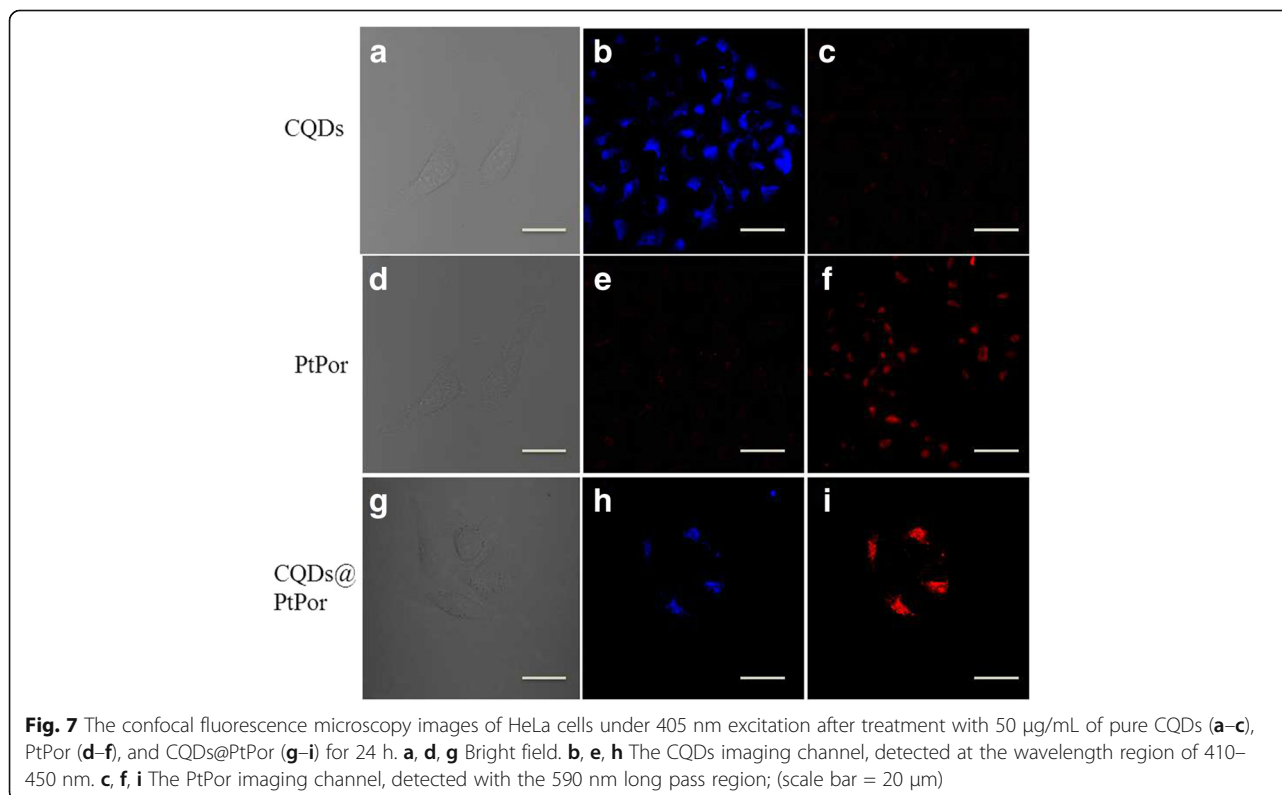 a
b
c
CQDs
d
e
f
PtPor
g
h
i
CQDs@
PtPor
Fig. 7 The confocal fluorescence microscopy images of HeLa cells under 405 nm excitation after treatment with 50 μg/mL of pure CQDs (a–c),
PtPor (d–f), and CQDs@PtPor (g–i) for 24 h. a, d, g Bright field. b, e, h The CQDs imaging channel, detected at the wavelength region of 410–
450 nm. c, f, i The PtPor imaging channel, detected with the 590 nm long pass region; (scale bar = 20 μm)